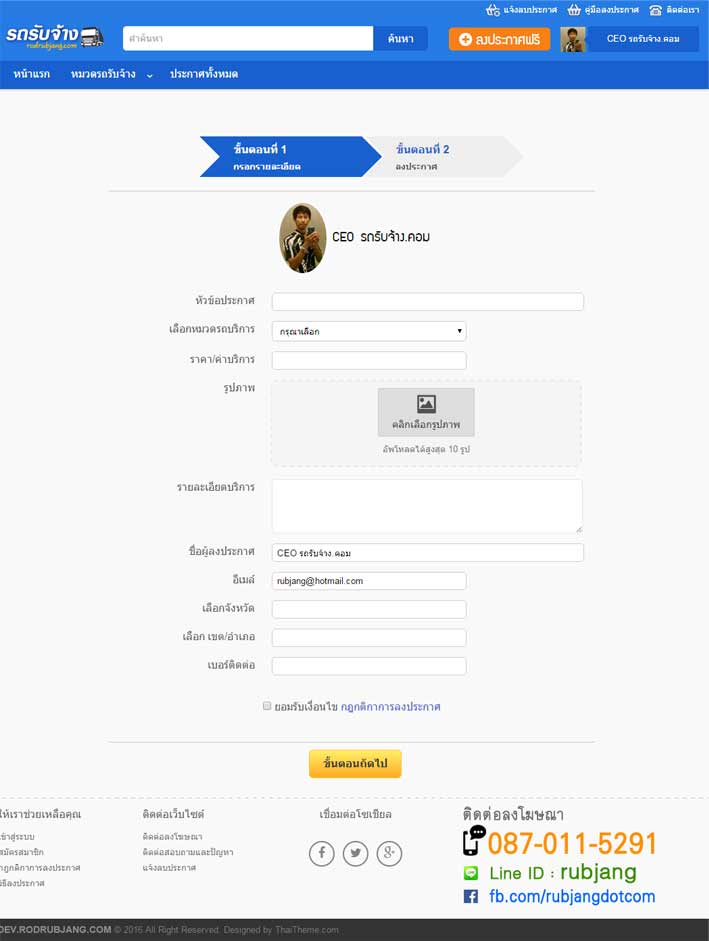 แจ้งลบประกาศ คู่มือลงประกาศ ติดต่อเรา
รถรับจ้าง
rodrubjang.com
คำค้นหา
ค้นหา
ลงประกาศฟรี
CEO รถรับจ้าง.คอม
หน้าแรก หมวดรถรับจ้าง ประกาศทั้งหมด
ขั้นตอนที่ 1
กรอกรายละเอียด
ขั้นตอนที่ 2
ลงประกาศ
CEO รถรับจ้าง.คอม
หัวข้อประกาศ
เลือกหมวดรถบริการ กรุณาเลือก
ราคา/ค่าบริการ
รูปภาพ
คลิกเลือกรูปภาพ
อัพโหลดได้สูงสุด 10 รูป
รายละเอียดบริการ
ชื่อผู้ลงประกาศ CEO รถรับจ้าง.คอม
อีเมล์ rubjang@hotmail.com
เลือกจังหวัด
เลือก เขต/อำเภอ
เบอร์ติดต่อ
ยอมรับเงื่อนไข กฎกติกาการลงประกาศ
ขั้นตอนถัดไป
ให้เราช่วยเหลือคุณ
เข้าสู่ระบบ
สมัครสมาชิก
กฎกติกาการลงประกาศ
วิธีลงประกาศ
ติดต่อเว็บไซต์
ติดต่อลงโฆษณา
ติดต่อสอบถามและปัญหา
แจ้งลบประกาศ
เชื่อมต่อโซเชียล
ติดต่อลงโฆษณา
087-011-5291
Line ID : rubjang
fb.com/rubjangdotcom
DEV.RODRUBJANG.COM © 2016 All Right Reserved. Designed by ThaiTheme.com